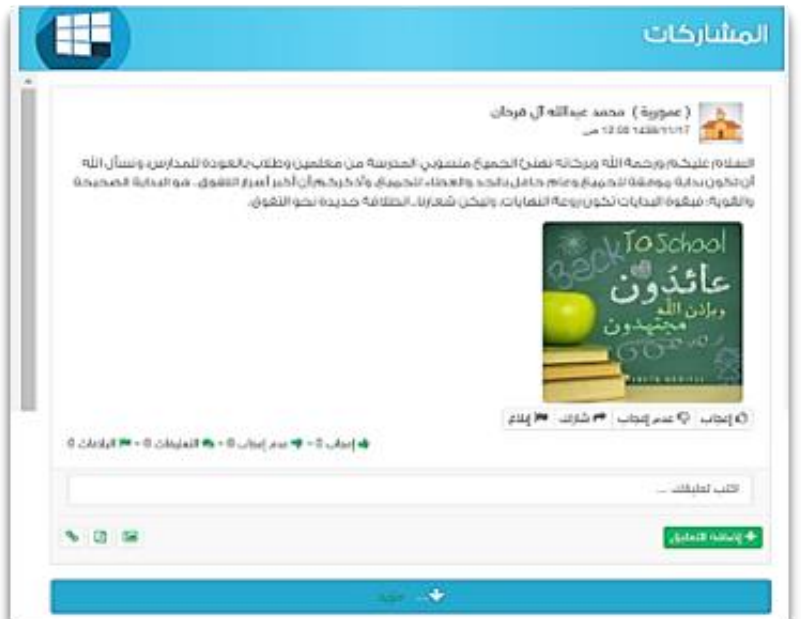 المشاركات
( عمورية ) محمد عبدالله آل فرحان
1438/11/17 12:00 ص
السلام عليكم ورحمة الله وبركاته نهنئ الجميع منسوبي المدرسة من معلمين وطلاب بالعودة للمدارس، ونسأل الله
أن تكون بداية موفقة للجميع وعام حافل بالجد والعطاء للجميع، وأذكركم أن أكبر أسرار التفوق.. هو البداية الصحيحة
والقوية؛ فبقوة البدايات تكون روعة النهايات، وليكن شعارنا.. انطلاقة جديدة نحو التفوق.
Back To School
عائدون
وبإذن الله
مجتهدون
إعجاب عدم إعجاب شارك إبلاغ
إعجاب 0 - عدم إعجاب 0 - التعليقات 0 - البلاغات 0
اكتب تعليقك ...
إضافة التعليق
مزيد ...